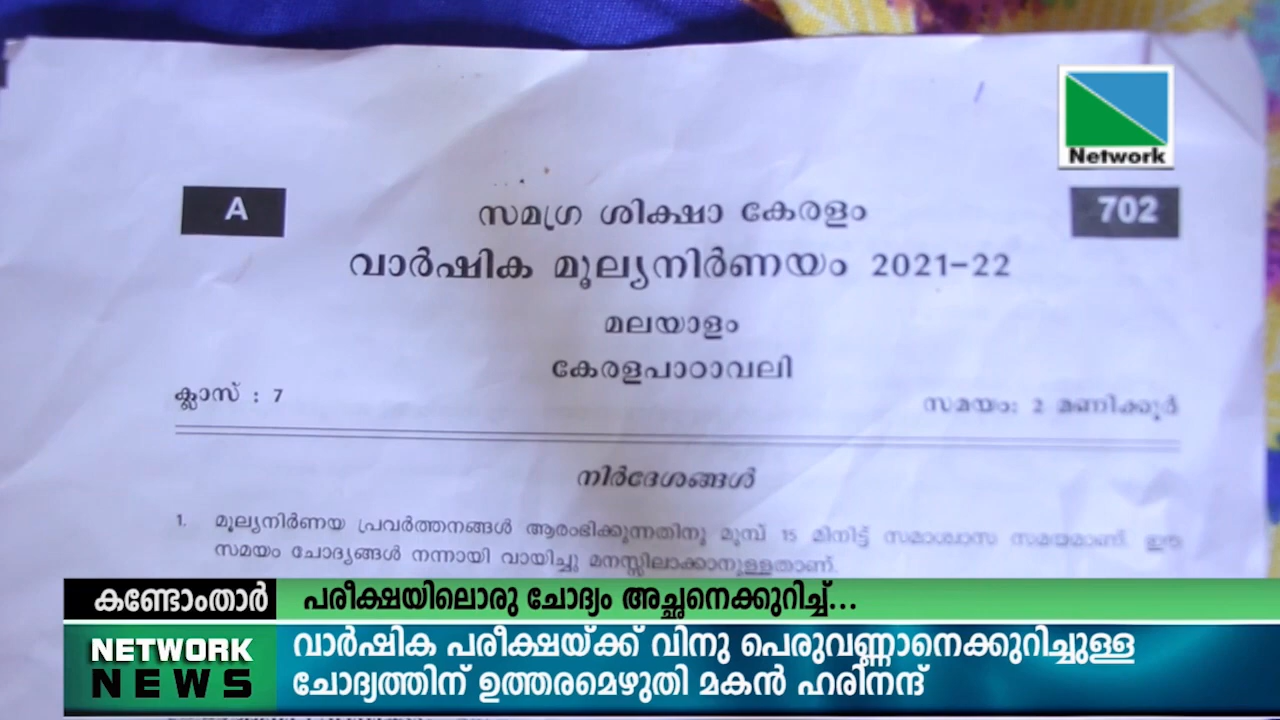 Network
A
702
സമഗ്ര ശിക്ഷാ കേരളം
വാർഷിക മൂല്യനിർണയം 2021-22
മലയാളം
കേരളപാഠാവലി
ക്ലാസ് : 7
സമയം: 2 മണിക്കൂർ
നിർദേശങ്ങൾ
1. മൂല്യനിർണയ പ്രവർത്തനങ്ങൾ ആരംഭിക്കുന്നതിനു മുമ്പ് 15 മിനിട്ട് സമാശ്വാസ സമയമാണ്. ഈ
സമയം ചോദ്യങ്ങൾ നന്നായി വായിച്ചു മനസ്സിലാക്കാനുള്ളതാണ്.
കണ്ടോംതാർ പരീക്ഷയിലൊരു ചോദ്യം അച്ഛനെക്കുറിച്ച്...
NETWORK NEWS
വാർഷിക പരീക്ഷയ്ക്ക് വിനു പെരുവണ്ണാനെക്കുറിച്ചുള്ള
ചോദ്യത്തിന് ഉത്തരമെഴുതി മകൻ ഹരിനന്ദ്